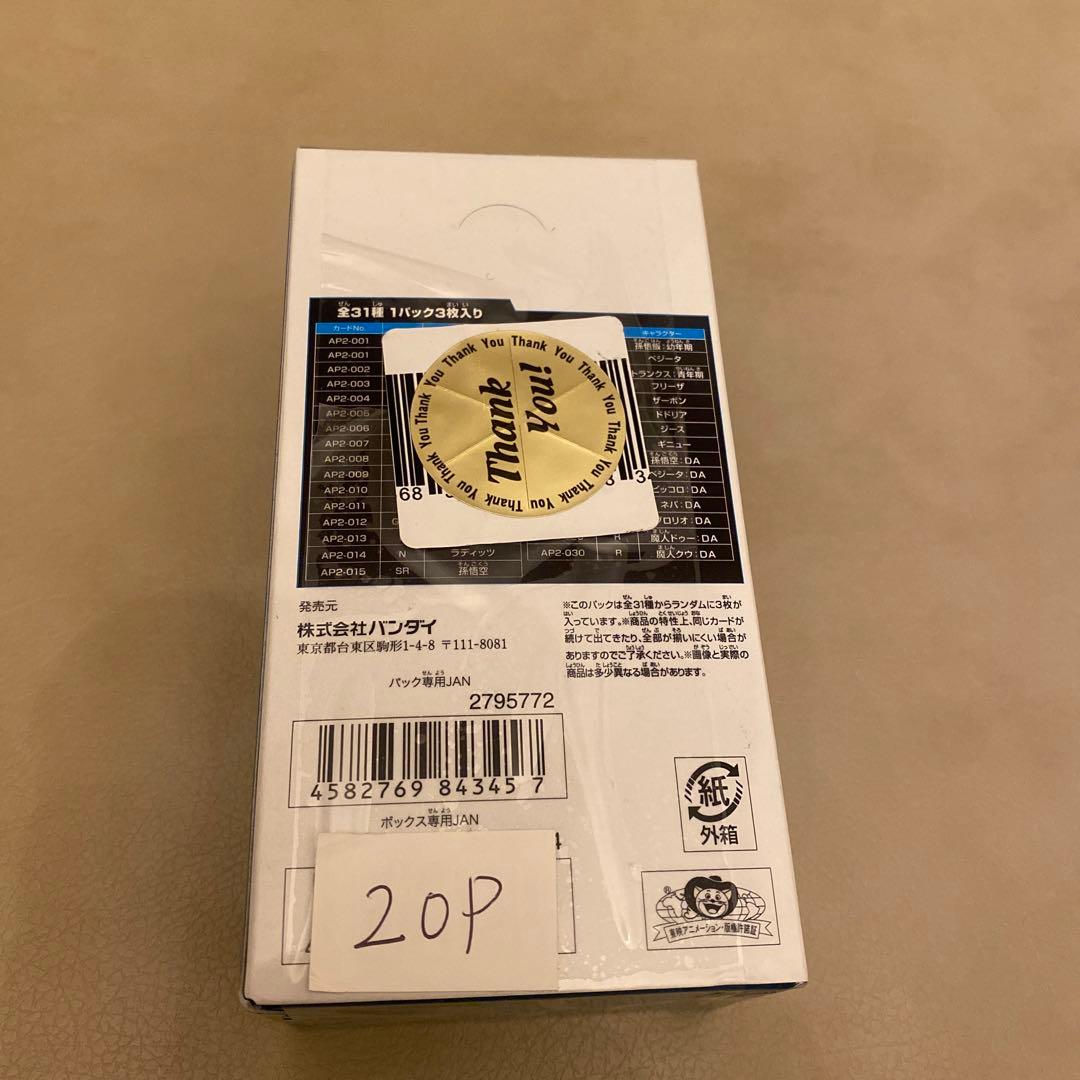 ぜん しゅ まい い
全31種 1パック3枚入り
カードNo. キャラクター
AP2-001 孫悟飯:幼年期
AP2-001 ベジータ
AP2-002 トランクス:青年期
AP2-003 フリーザ
AP2-004 ザーボン
AP2-005 ドドリア
AP2-006 ジース
AP2-007 ギニュー
AP2-008 孫悟空:DA
AP2-009 ベジータ:DA
AP2-010 ピッコロ:DA
AP2-011 ネバ:DA
AP2-012 グロリオ:DA
AP2-013 R 魔人ドゥー:DA
AP2-014 N ラディッツ AP2-030 R 魔人クウ:DA
AP2-015 SR 孫悟空
Thank You Thank You Thank You Thank You Thank You Thank You Thank You Thank You
Thank
You!
68
発売元
株式会社バンダイ
東京都台東区駒形1-4-8 〒111-8081
※このパックは全31種からランダムに3枚が
入っています。※商品の特性上、同じカードが
続けて出てきたり、全部が揃いにくい場合が
ありますのでご了承ください。※画像と実際の
商品は多少異なる場合があります。
パック専用JAN
2795772
4582769 84345 7
ボックス専用JAN
4
20P
紙
外箱
®
東映アニメーション・版権許諾証